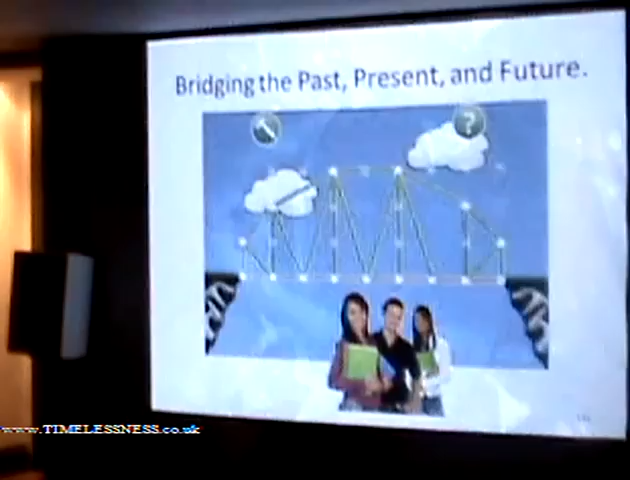 Bridging the Past, Present, and Future.
?
www.TIMELESSNESS.co.uk